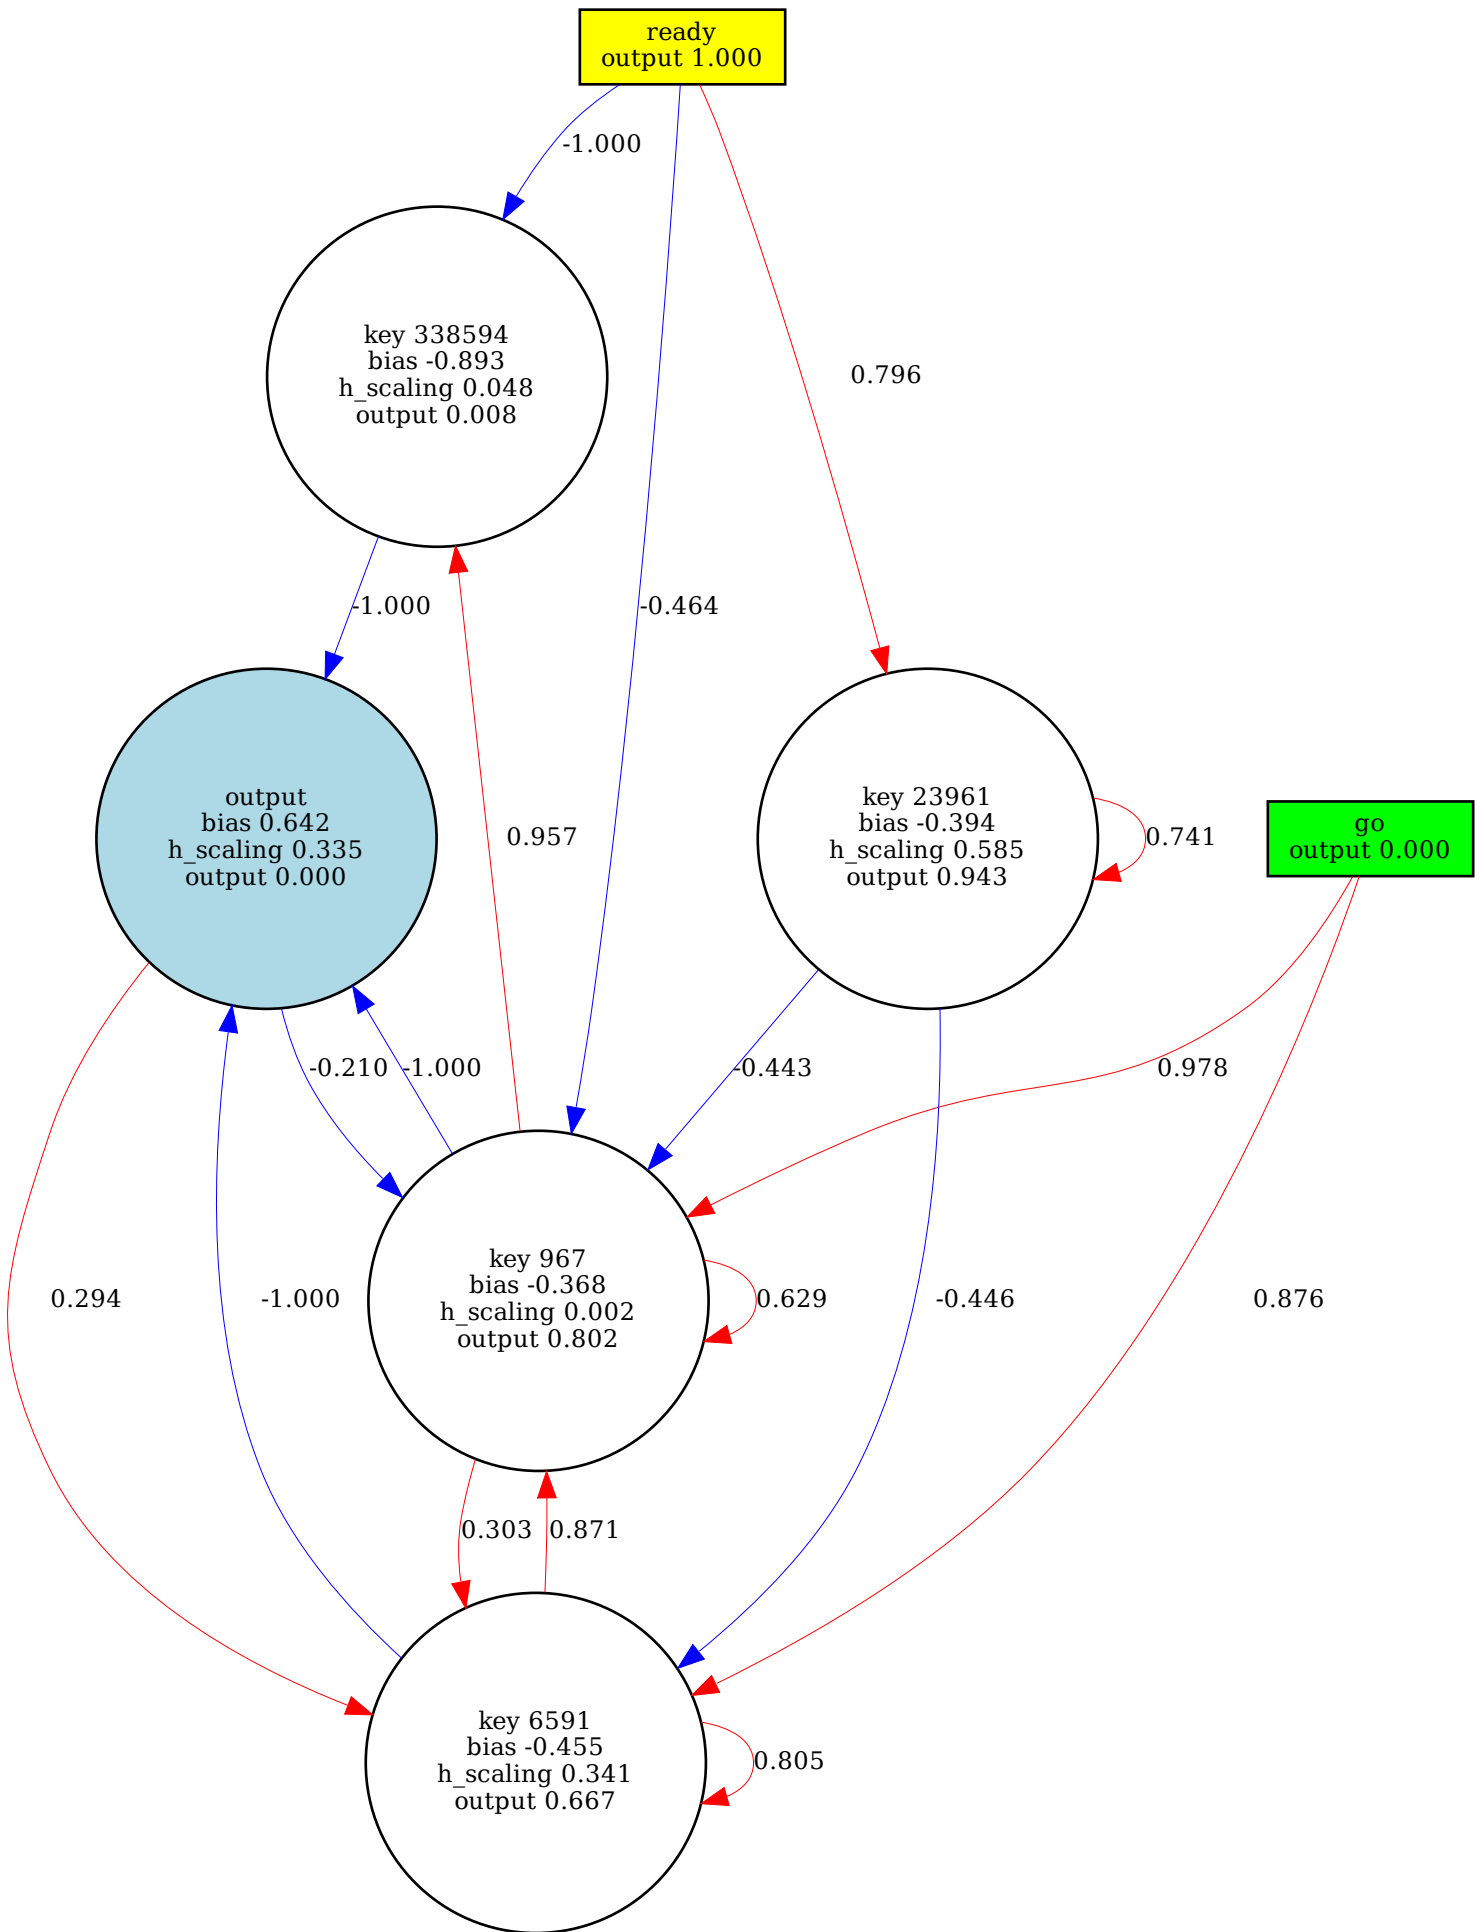 ready
output 1.000
-1.000
key 338594
bias -0.893
h_scaling 0.048
output 0.008
0.796
-1.000
-0.464
output
bias 0.642
h_scaling 0.335
output 0.000
0.957
key 23961
bias -0.394
h_scaling 0.585
output 0.943
0.741
go
output 0.000
-0.210
-1.000
-0.443
0.978
0.294
-1.000
key 967
bias -0.368
h_scaling 0.002
output 0.802
0.629
-0.446
0.876
0.303
0.871
key 6591
bias -0.455
h_scaling 0.341
output 0.667
0.805